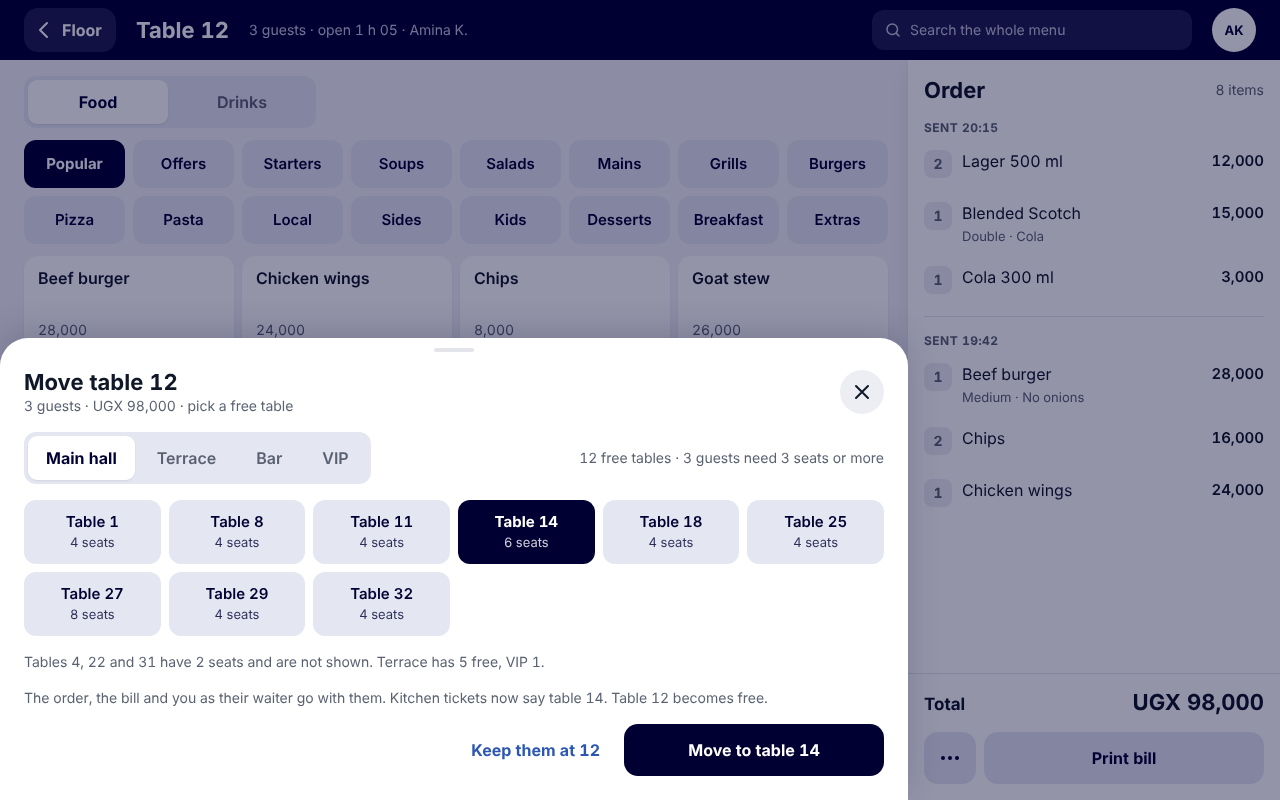 Floor
Table 12
3 guests · open 1 h 05 · Amina K.
Search the whole menu
AK
Food
Drinks
Popular
Offers
Starters
Soups
Salads
Mains
Grills
Burgers
Pizza
Pasta
Local
Sides
Kids
Desserts
Breakfast
Extras
Beef burger
28,000
Chicken wings
24,000
Chips
8,000
Goat stew
26,000
Move table 12
3 guests · UGX 98,000 · pick a free table
Main hall
Terrace
Bar
VIP
12 free tables · 3 guests need 3 seats or more
Table 1
4 seats
Table 8
4 seats
Table 11
4 seats
Table 14
6 seats
Table 18
4 seats
Table 25
4 seats
Table 27
8 seats
Table 29
4 seats
Table 32
4 seats
Tables 4, 22 and 31 have 2 seats and are not shown. Terrace has 5 free, VIP 1.
The order, the bill and you as their waiter go with them. Kitchen tickets now say table 14. Table 12 becomes free.
Keep them at 12
Move to table 14
Order
8 items
SENT 20:15
2 Lager 500 ml 12,000
1 Blended Scotch 15,000
Double · Cola
1 Cola 300 ml 3,000
SENT 19:42
1 Beef burger 28,000
Medium · No onions
2 Chips 16,000
1 Chicken wings 24,000
Total UGX 98,000
Print bill